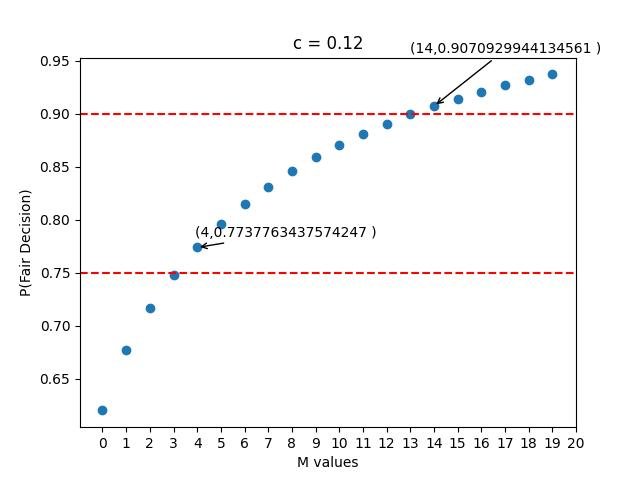 c = 0.12
(14,0.9070929944134561 )
0.95
0.90
0.85
0.80
(4,0.7737763437574247 )
0.75
0.70
0.65
P(Fair Decision)
0 1 2 3 4 5 6 7 8 9 10 11 12 13 14 15 16 17 18 19 20
M values